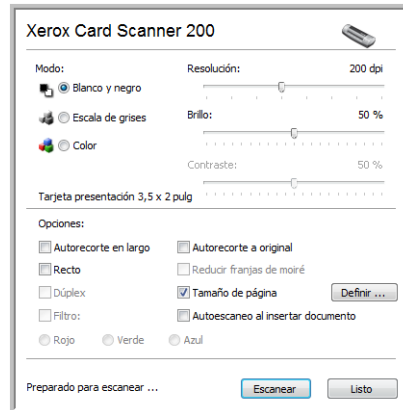 Xerox Card Scanner 200
Modo:
Resolución: 200 dpi
Blanco y negro
Escala de grises
Brillo: 50 %
Color
Contraste: 50 %
Tarjeta presentación 3,5 x 2 pulg
Opciones:
Autorecorte en largo Autorecorte a original
Recto Reducir franjas de moiré
Dúplex Tamaño de página Definir ...
Filtro: Autoescaneo al insertar documento
Rojo Verde Azul
Preparado para escanear ... Escanear Listo